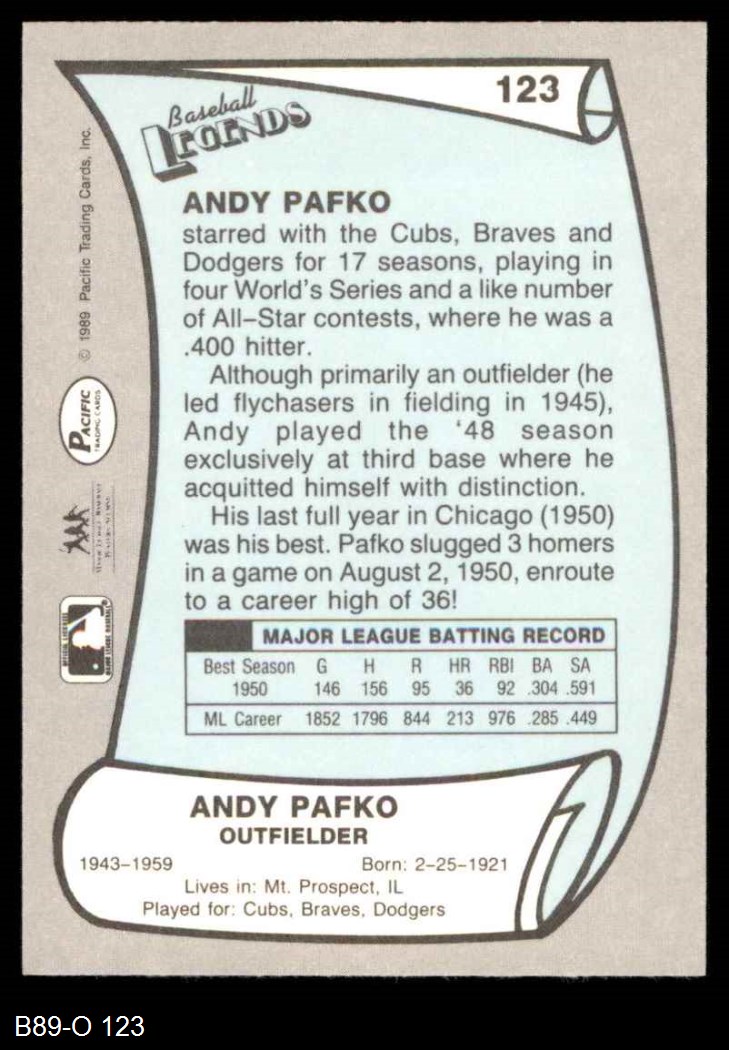 123
Baseball
LEGENDS
ANDY PAFKO
starred with the Cubs, Braves and
Dodgers for 17 seasons, playing in
four World's Series and a like number
of All–Star contests, where he was a
.400 hitter.
Although primarily an outfielder (he
led flychasers in fielding in 1945),
Andy played the '48 season
exclusively at third base where he
acquitted himself with distinction.
His last full year in Chicago (1950)
was his best. Pafko slugged 3 homers
in a game on August 2, 1950, enroute
to a career high of 36!
MAJOR LEAGUE BATTING RECORD
Best Season G H R HR RBI BA SA
1950 146 156 95 36 92 .304 .591
ML Career 1852 1796 844 213 976 .285 .449
ANDY PAFKO
OUTFIELDER
1943–1959 Born: 2-25-1921
Lives in: Mt. Prospect, IL
Played for: Cubs, Braves, Dodgers
© 1989 Pacific Trading Cards, Inc.
PACIFIC
TRADING CARDS
B89-O 123